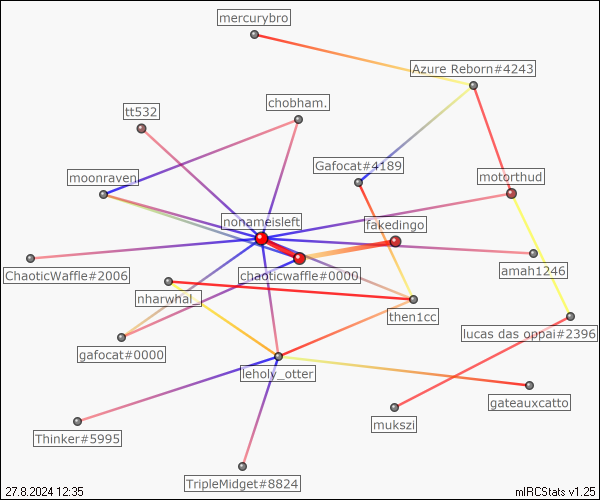 mercurybro
Azure Reborn#4243
chobham.
tt532
Gafocat#4189
moonraven
motorthud
nonameisleft
fakedingo
ChaoticWaffle#2006
chaoticwaffle#0000
amah1246
nharwhal_
then1cc
lucas das oppai#2396
gafocat#0000
leholy_otter
gateauxcatto
mukszi
Thinker#5995
TripleMidget#8824
27.8.2024 12:35
mIRCStats v1.25